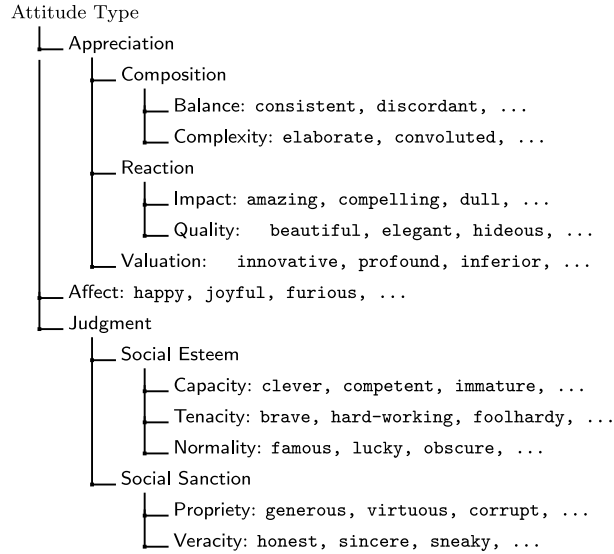 Attitude Type
Appreciation
Composition
Balance: consistent, discordant, ...
Complexity: elaborate, convoluted, ...
Reaction
Impact: amazing, compelling, dull, ...
Quality: beautiful, elegant, hideous, ...
Valuation: innovative, profound, inferior, ...
Affect: happy, joyful, furious, ...
Judgment
Social Esteem
Capacity: clever, competent, immature, ...
Tenacity: brave, hard-working, foolhardy, ...
Normality: famous, lucky, obscure, ...
Social Sanction
Propriety: generous, virtuous, corrupt, ...
Veracity: honest, sincere, sneaky, ...